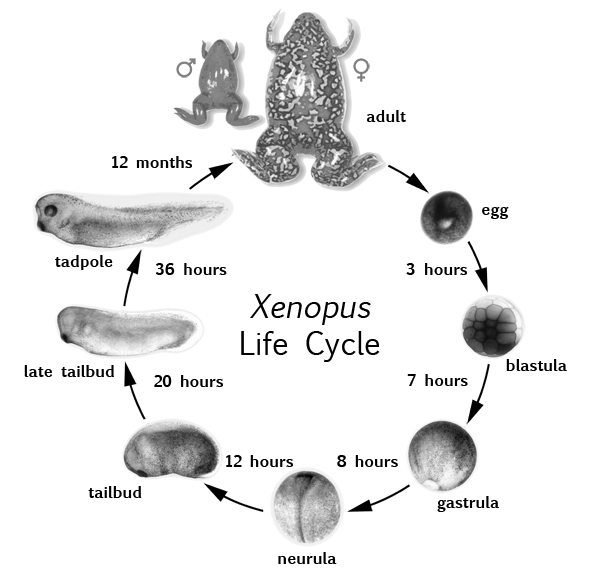 ♂
♀
adult
12 months
egg
tadpole
36 hours
3 hours
Xenopus
Life Cycle
late tailbud
blastula
20 hours
7 hours
12 hours
8 hours
tailbud
gastrula
neurula